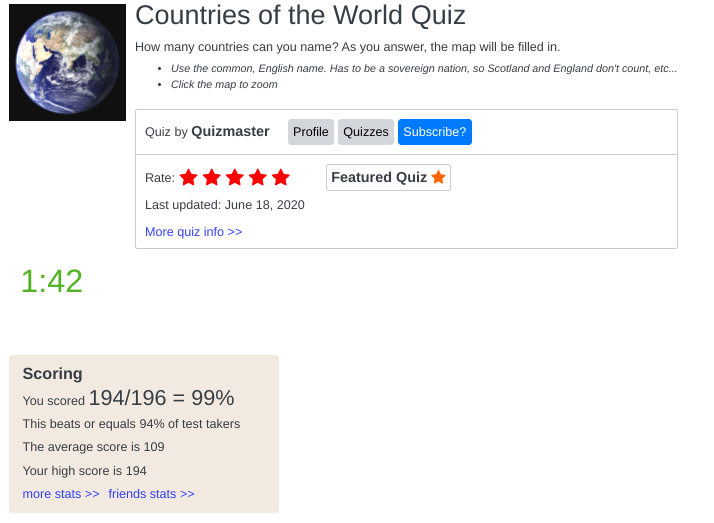 Countries of the World Quiz
How many countries can you name? As you answer, the map will be filled in.
• Use the common, English name. Has to be a sovereign nation, so Scotland and England don't count, etc...
• Click the map to zoom
Quiz by Quizmaster Profile Quizzes Subscribe?
Rate: Featured Quiz
Last updated: June 18, 2020
More quiz info >>
1:42
Scoring
You scored 194/196 = 99%
This beats or equals 94% of test takers
The average score is 109
Your high score is 194
more stats >> friends stats >>